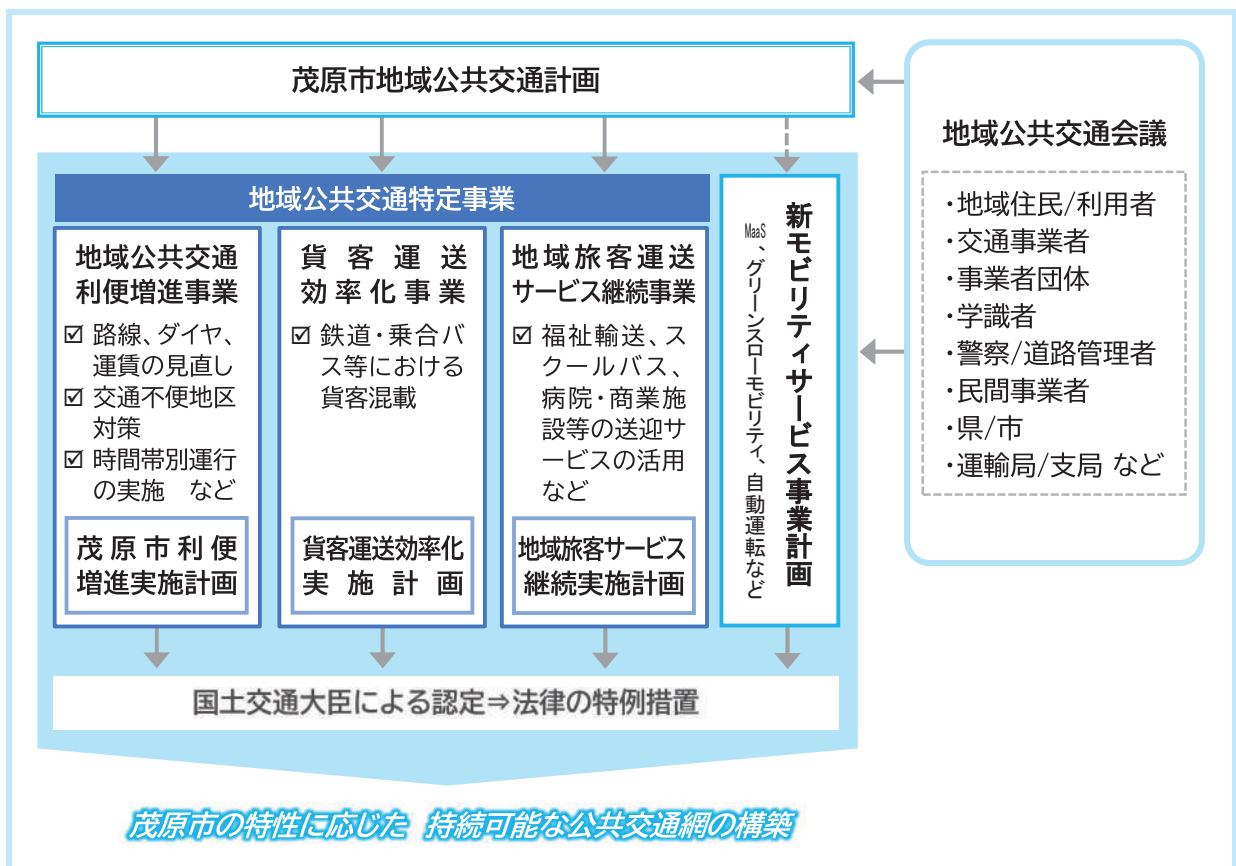 茂原市地域公共交通計画
地域公共交通特定事業
地域公共交通
利便増進事業
☑ 路線、ダイヤ、
運賃の見直し
☑ 交通不便地区
対策
☑ 時間帯別運行
の実施　など
茂原市利便
増進実施計画
貨客運送
効率化事業
☑ 鉄道・乗合バ
ス等における
貨客混載
貨客運送効率化
実施計画
地域旅客運送
サービス継続事業
☑ 福祉輸送、ス
クールバス、
病院・商業施
設等の送迎サ
ービスの活用
など
地域旅客サービス
継続実施計画
新モビリティサービス事業計画
MaaS、グリーンスローモビリティ、自動運転など
国土交通大臣による認定⇒法律の特例措置
茂原市の特性に応じた 持続可能な公共交通網の構築
地域公共交通会議
・地域住民/利用者
・交通事業者
・事業者団体
・学識者
・警察/道路管理者
・民間事業者
・県/市
・運輸局/支局 など